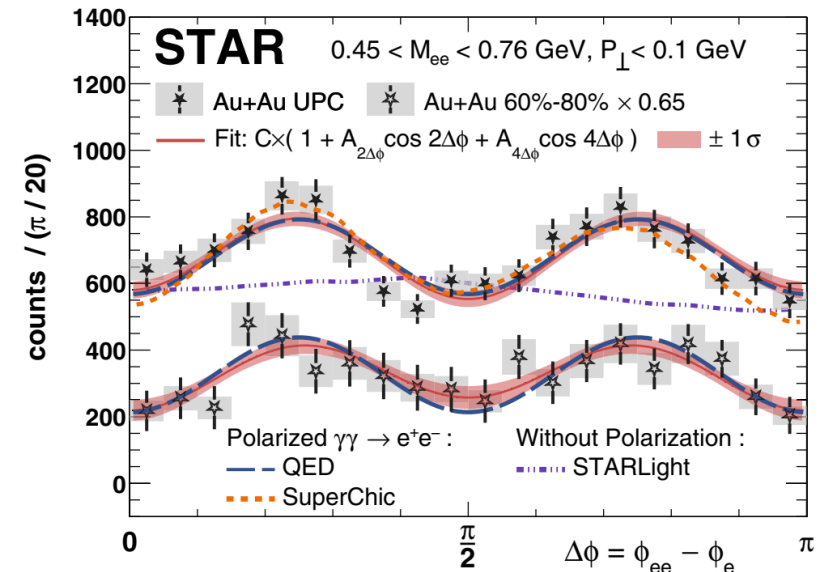 STAR 0.45 < M_ee < 0.76 GeV, P_⊥ < 0.1 GeV
Au+Au UPC Au+Au 60%-80% × 0.65
Fit: C×( 1 + A_2Δϕ cos 2Δϕ + A_4Δϕ cos 4Δϕ ) ± 1σ
1400
1200
1000
800
600
400
200
0
counts / (π / 20)
Polarized γγ → e⁺e⁻ :
QED
SuperChic
Without Polarization :
STARLight
0 π/2 π
Δϕ = ϕ_ee − ϕ_e